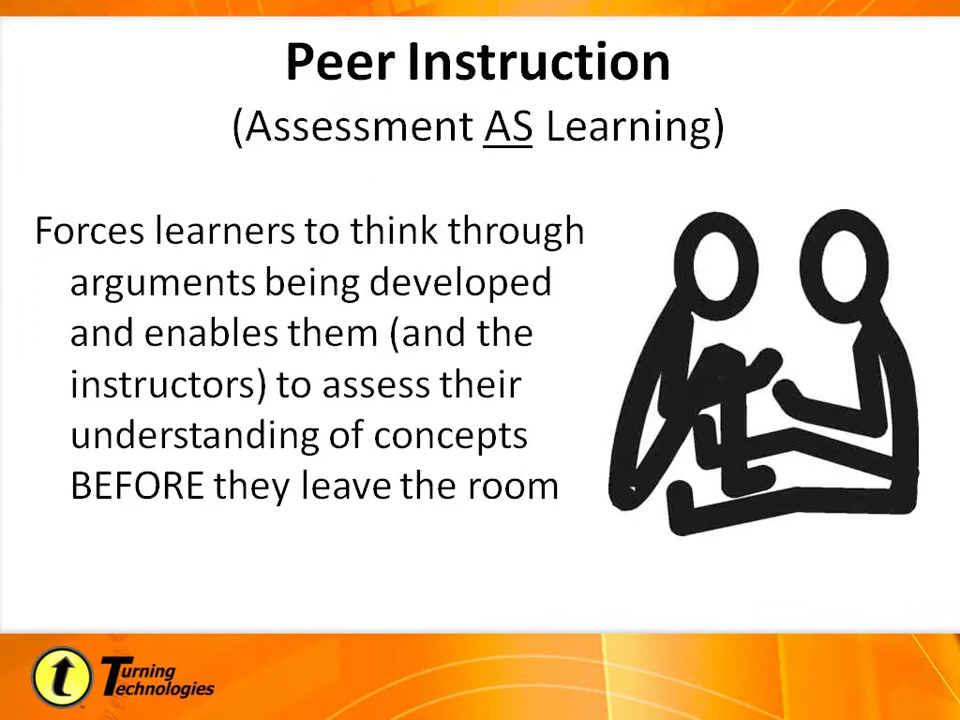 Peer Instruction
(Assessment AS Learning)
Forces learners to think through
arguments being developed
and enables them (and the
instructors) to assess their
understanding of concepts
BEFORE they leave the room
t Turning
Technologies